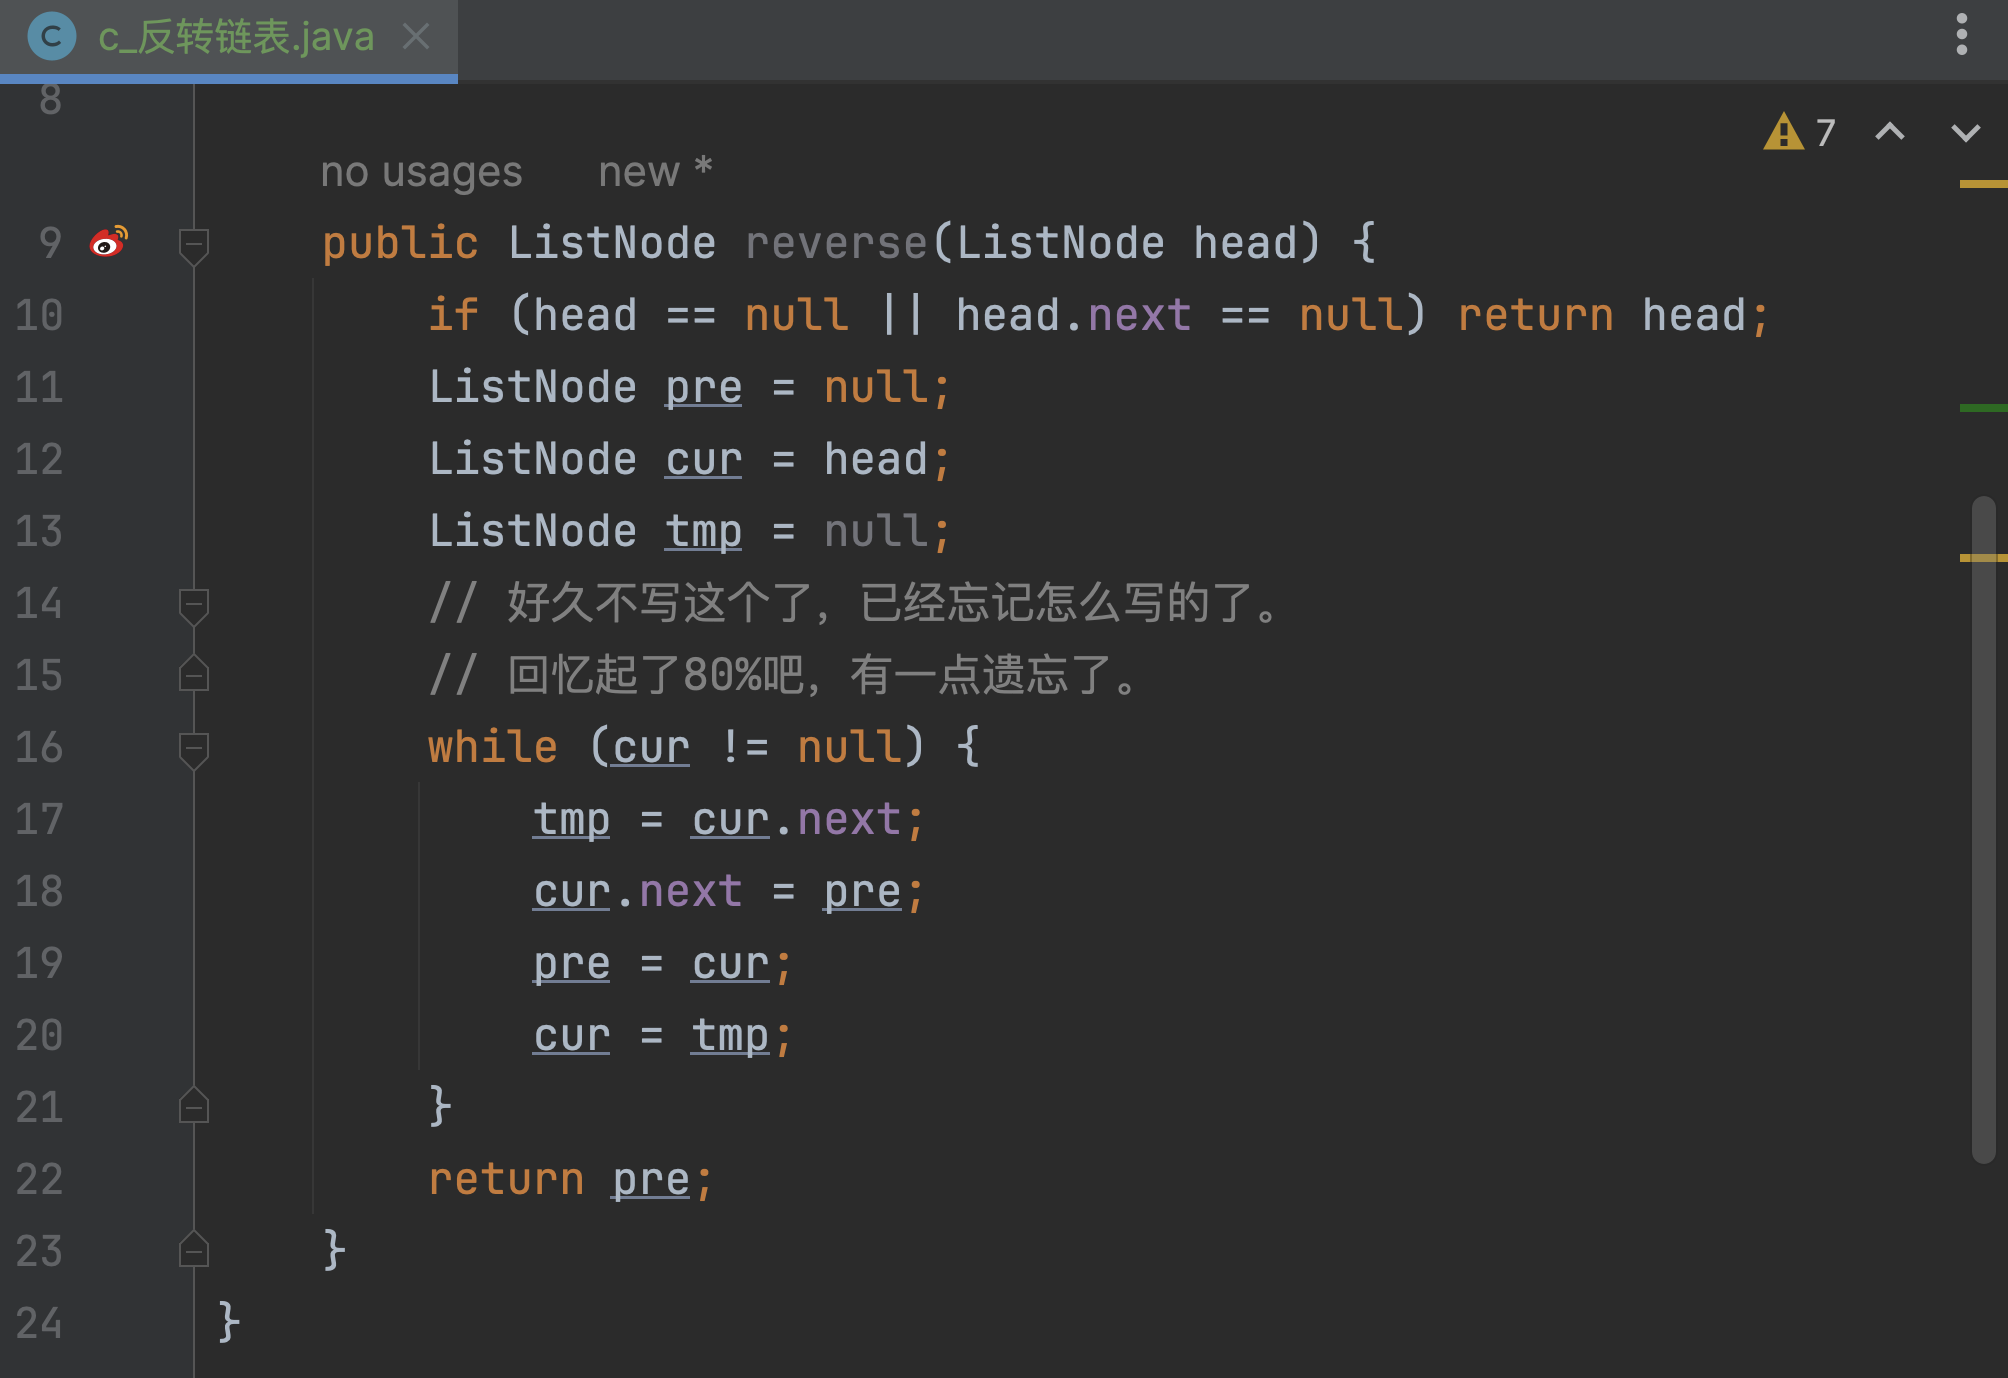 c_反转链表.java
8
7
no usages new *
9 public ListNode reverse(ListNode head) {
10 if (head == null || head.next == null) return head;
11 ListNode pre = null;
12 ListNode cur = head;
13 ListNode tmp = null;
14 // 好久不写这个了，已经忘记怎么写的了。
15 // 回忆起了80%吧，有一点遗忘了。
16 while (cur != null) {
17 tmp = cur.next;
18 cur.next = pre;
19 pre = cur;
20 cur = tmp;
21 }
22 return pre;
23 }
24 }